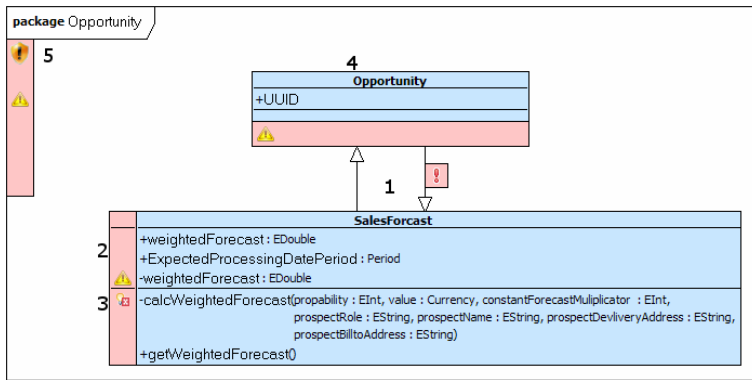 package Opportunity
5
4
Opportunity
+UUID
1
SalesForcast
2
+weightedForecast : EDouble
+ExpectedProcessingDatePeriod : Period
-weightedForecast : EDouble
3
-calcWeightedForecast(propability : EInt, value : Currency, constantForecastMuliplicator : EInt,
prospectRole : EString, prospectName : EString, prospectDevliveryAddress : EString,
prospectBilltoAddress : EString)
+getWeightedForecast()